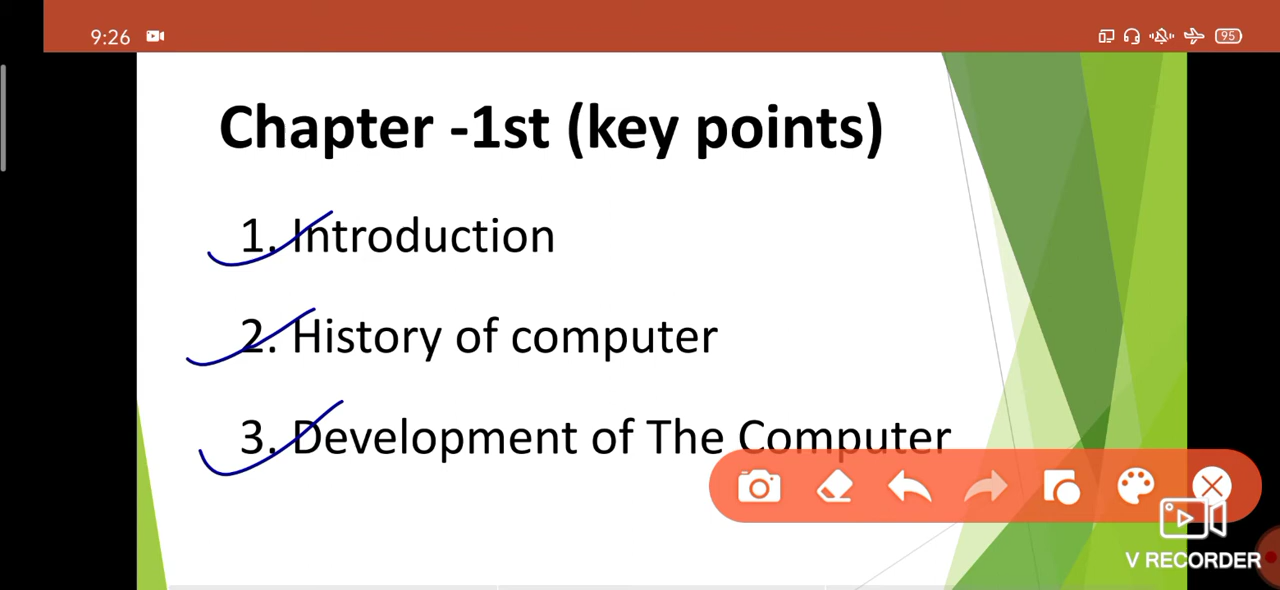 9:26
95
Chapter -1st (key points)
1. Introduction
2. History of computer
3. Development of The Computer
V RECORDER